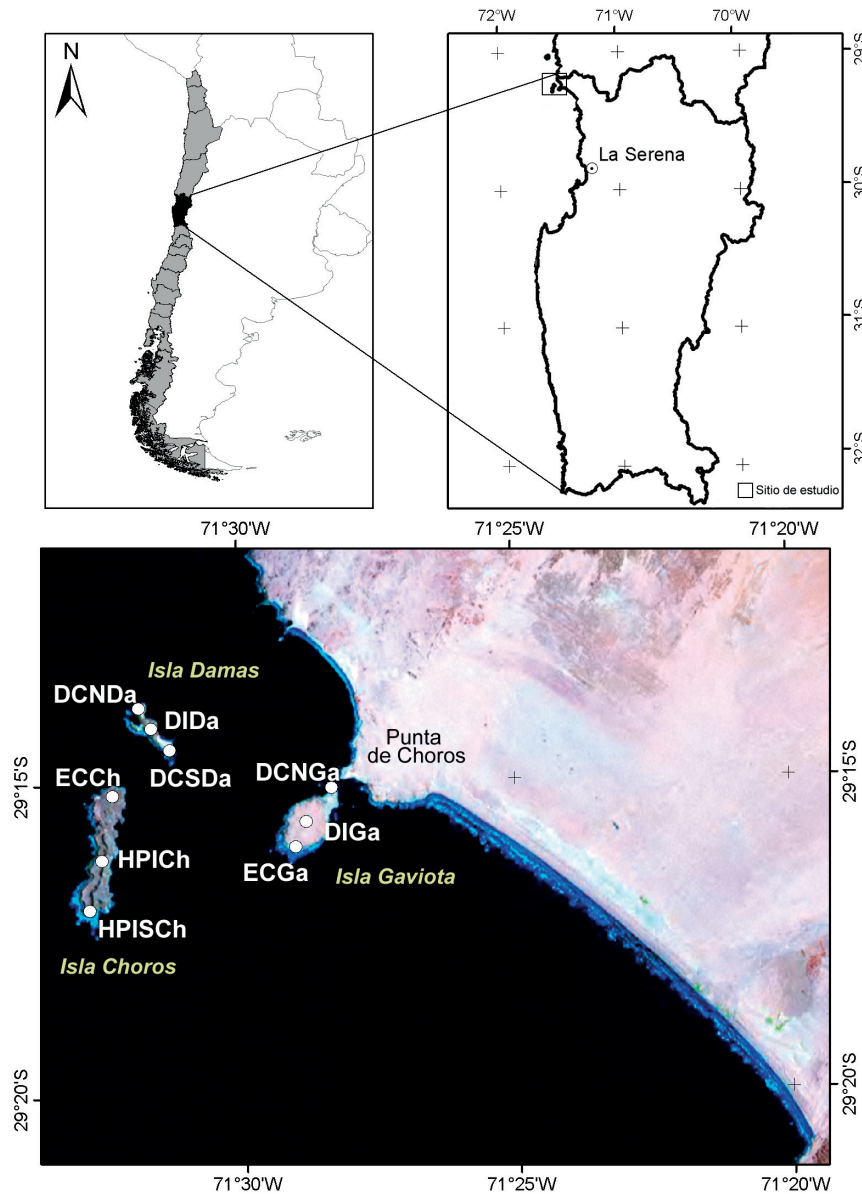 72°W
71°W
70°W
N
29°S
La Serena
30°S
31°S
32°S
Sitio de estudio
71°30'W
71°25'W
71°20'W
Isla Damas
DCNDa
DIDa
Punta
de Choros
DCSDa
DCNGa
ECCh
29°15'S
29°15'S
DIGa
HPICh
ECGa
Isla Gaviota
HPISCh
Isla Choros
29°20'S
29°20'S
71°30'W
71°25'W
71°20'W